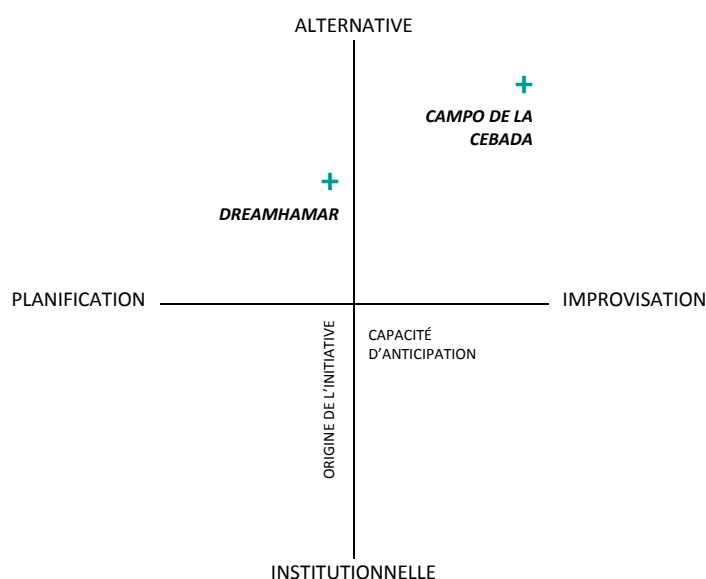 ALTERNATIVE
CAMPO DE LA
CEBADA
DREAMHAMAR
PLANIFICATION
IMPROVISATION
ORIGINE DE L’INITIATIVE
CAPACITÉ
D’ANTICIPATION
INSTITUTIONNELLE